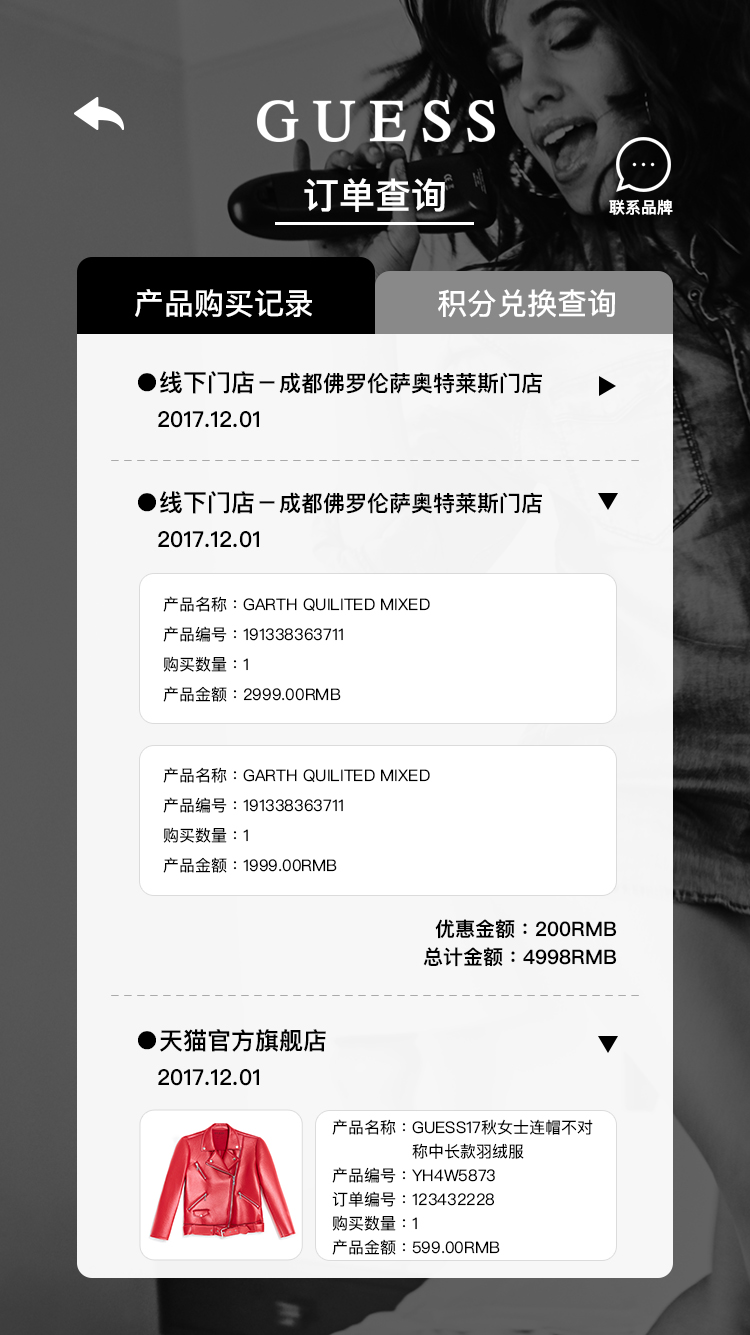 GUESS
订单查询
联系品牌
产品购买记录
积分兑换查询
●线下门店－成都佛罗伦萨奥特莱斯门店
2017.12.01
●线下门店－成都佛罗伦萨奥特莱斯门店
2017.12.01
产品名称：GARTH QUILITED MIXED
产品编号：191338363711
购买数量：1
产品金额：2999.00RMB
产品名称：GARTH QUILITED MIXED
产品编号：191338363711
购买数量：1
产品金额：1999.00RMB
优惠金额：200RMB
总计金额：4998RMB
●天猫官方旗舰店
2017.12.01
产品名称：GUESS17秋女士连帽不对
称中长款羽绒服
产品编号：YH4W5873
订单编号：123432228
购买数量：1
产品金额：599.00RMB